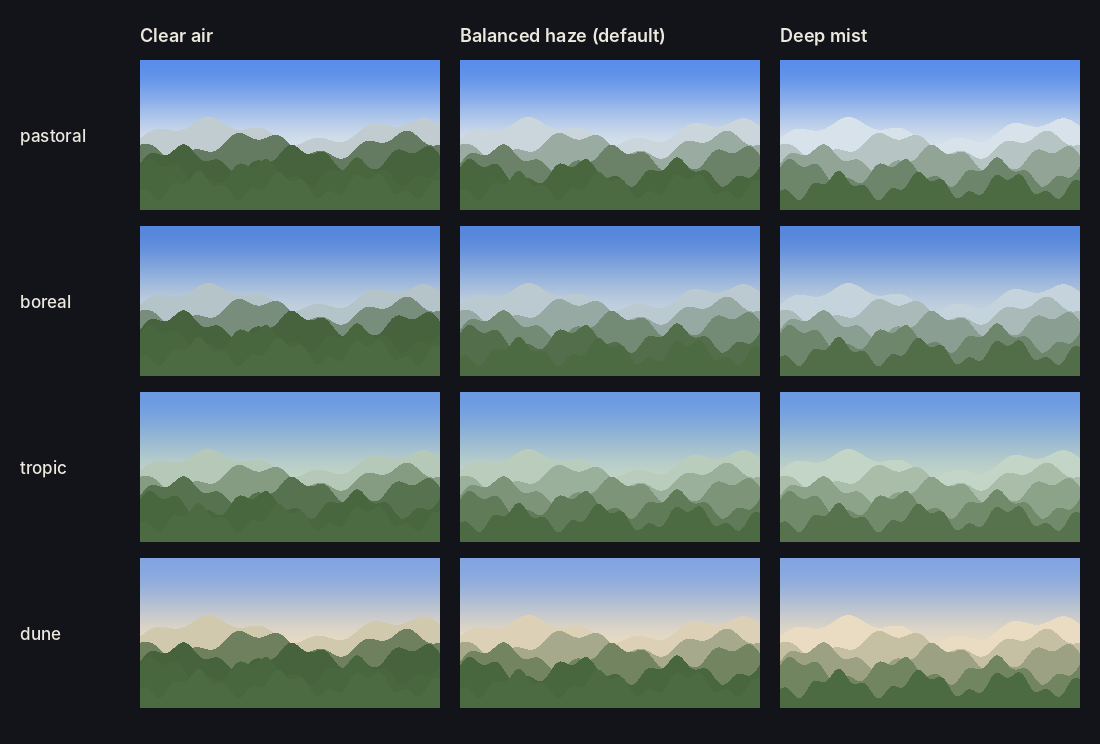 Clear air
Balanced haze (default)
Deep mist
pastoral
boreal
tropic
dune